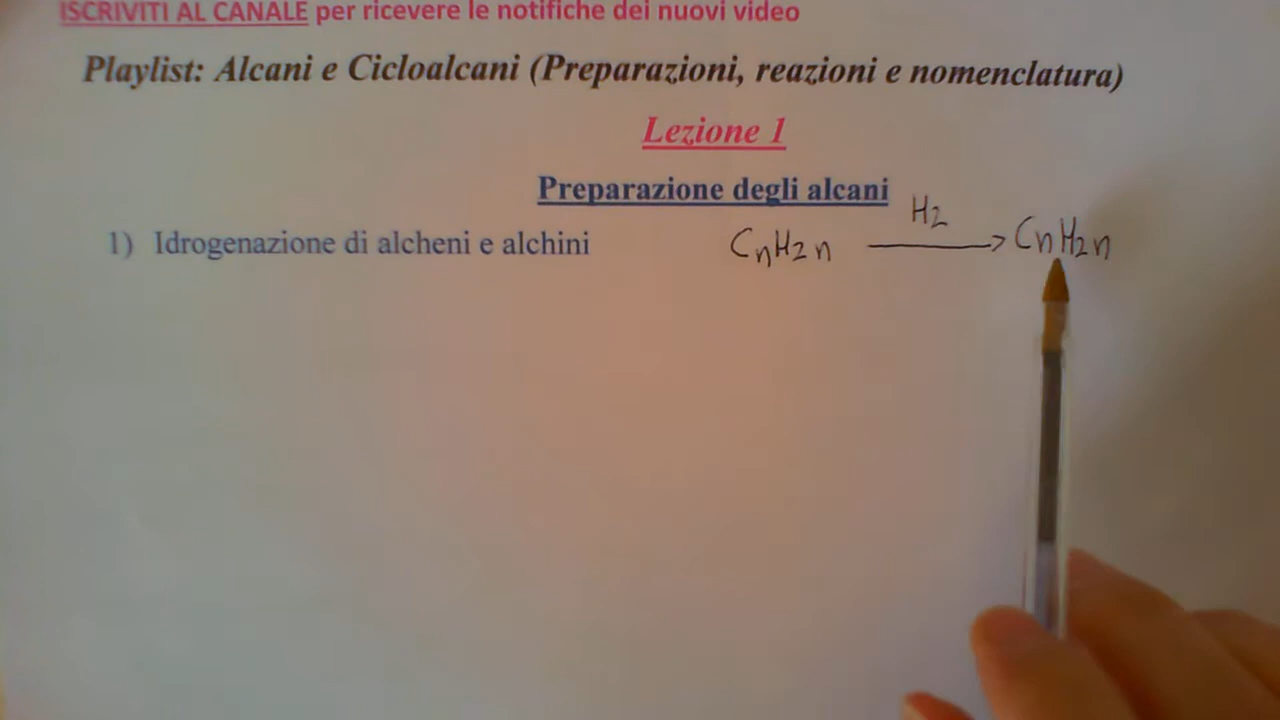 ISCRIVITI AL CANALE per ricevere le notifiche dei nuovi video
Playlist: Alcani e Cicloalcani (Preparazioni, reazioni e nomenclatura)
Lezione 1
Preparazione degli alcani
1) Idrogenazione di alcheni e alchini CnH2n H2 → CnH2n